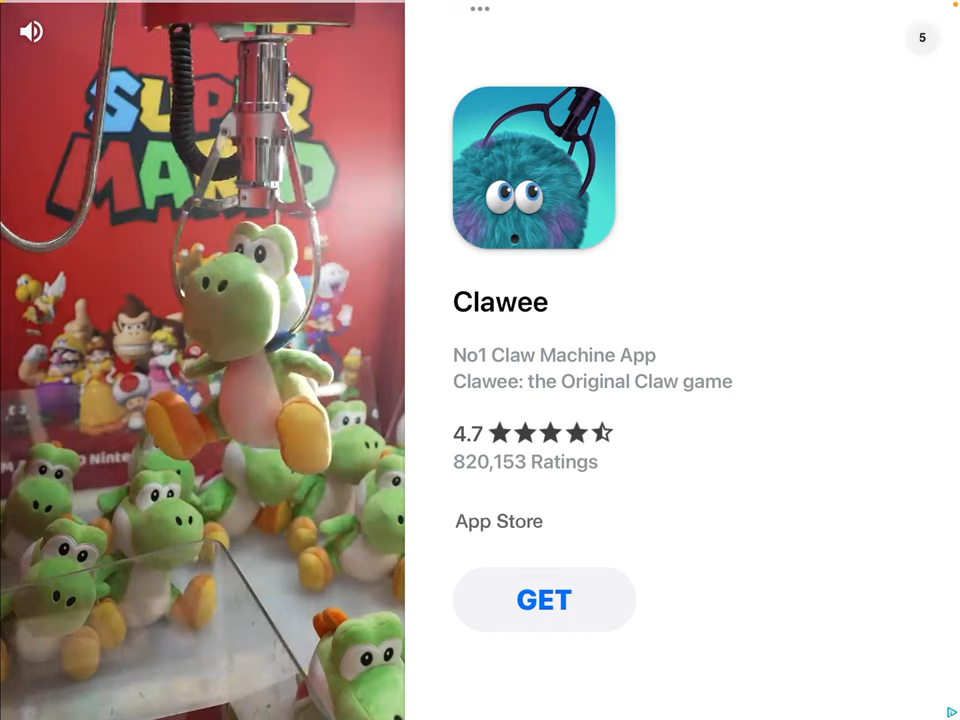 SUPER
MARIO
Ninte
5
Clawee
No1 Claw Machine App
Clawee: the Original Claw game
4.7
820,153 Ratings
App Store
GET